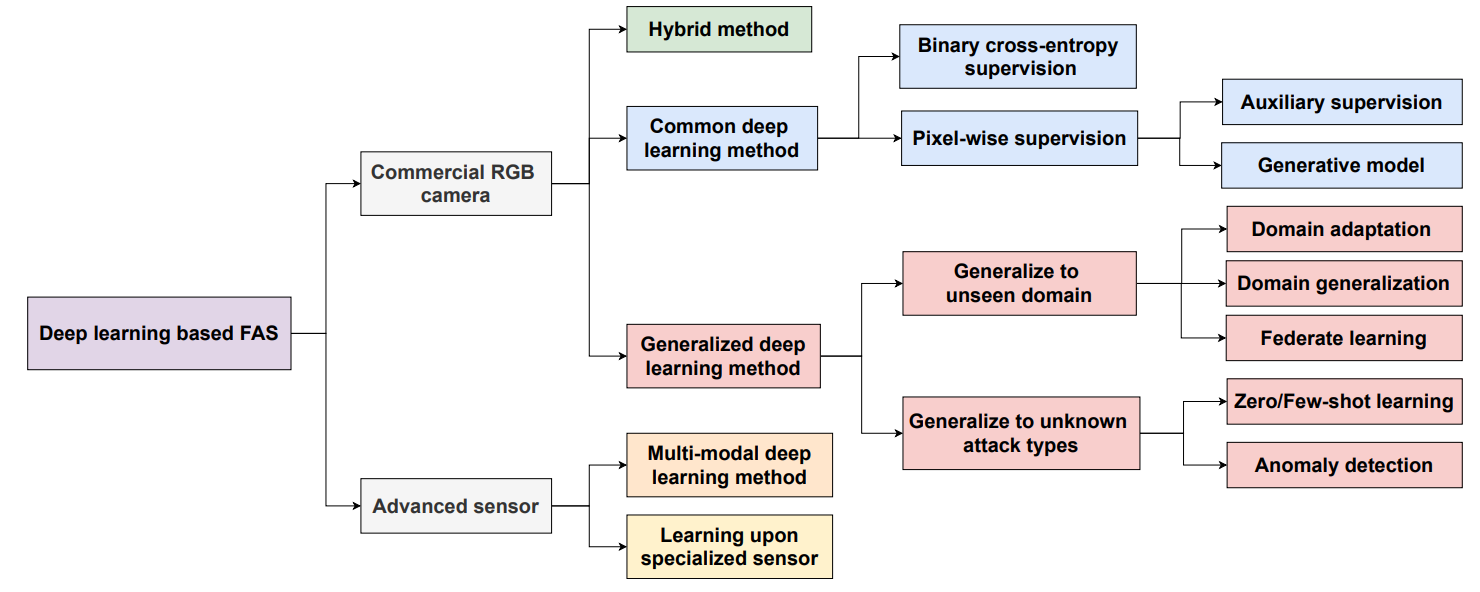 Deep learning based FAS
Commercial RGB
camera
Advanced sensor
Hybrid method
Common deep
learning method
Generalized deep
learning method
Multi-modal deep
learning method
Learning upon
specialized sensor
Binary cross-entropy
supervision
Pixel-wise supervision
Generalize to
unseen domain
Generalize to unknown
attack types
Auxiliary supervision
Generative model
Domain adaptation
Domain generalization
Federate learning
Zero/Few-shot learning
Anomaly detection